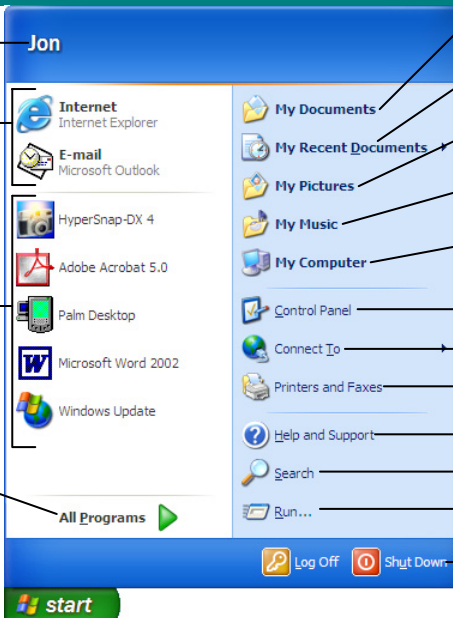 Jon
Internet
Internet Explorer
E-mail
Microsoft Outlook
HyperSnap-DX 4
Adobe Acrobat 5.0
Palm Desktop
Microsoft Word 2002
Windows Update
All Programs
My Documents
My Recent Documents
My Pictures
My Music
My Computer
Control Panel
Connect To
Printers and Faxes
Help and Support
Search
Run...
Log Off
Shut Down
start